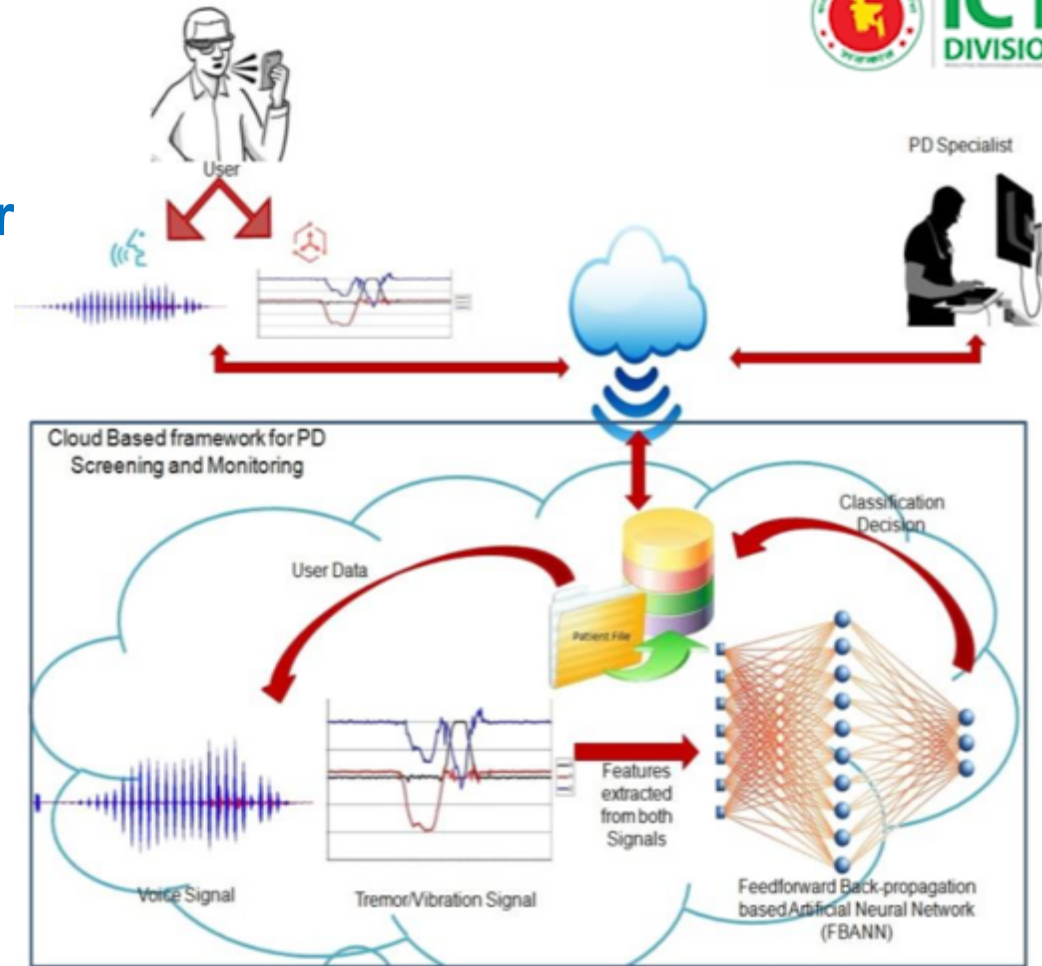 ICT
DIVISIO
PD Specialist
User
r
Cloud Based framework for PD
Screening and Monitoring
Classification
Decision
User Data
Patient File
Features
extracted
from both
Signals
Voice Signal
Tremor/Vibration Signal
Feedforward Back-propagation
based Artificial Neural Network
(FBANN)